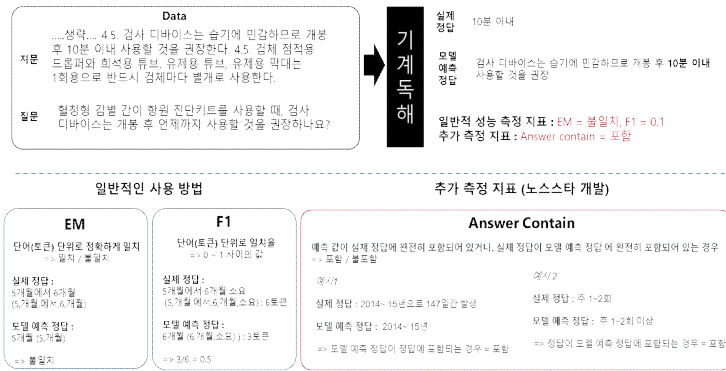 Data
지문
.....생략.... 4.5. 검사 디바이스는 습기에 민감하므로 개봉
후 10분 이내 사용할 것을 권장한다. 4.5. 검체 점적용
드롭퍼와 희석용 튜브, 유제용 튜브, 유제용 막대는
1회용으로 반드시 검체마다 별개로 사용한다.
질문
혈청형 감별 간이 항원 진단키트를 사용할 때, 검사
디바이스는 개봉 후 언제까지 사용할 것을 권장하나요?
기계독해
실제
정답
10분 이내
모델
예측
정답
검사 디바이스는 습기에 민감하므로 개봉 후 10분 이내
사용할 것을 권장
일반적 성능 측정 지표 : EM = 불일치, F1 = 0.1
추가 측정 지표 : Answer contain = 포함
일반적인 사용 방법
추가 측정 지표 (노스스타 개발)
EM
단어(토큰) 단위로 정확하게 일치
=> 일치 / 불일치
실제 정답 :
5개월에서 6개월
(5,개월,에서,6,개월)
모델 예측 정답 :
5개월 (5,개월)
=> 불일치
F1
단어(토큰) 단위로 일치율
=> 0 ~ 1 사이의 값
실제 정답 :
5개월에서 6개월 소요
(5,개월,에서,6,개월,소요) : 6토큰
모델 예측 정답 :
6개월 (6,개월,소요) ) : 3토큰
=> 3/6 = 0.5
Answer Contain
예측 값이 실제 정답에 완전히 포함되어 있거나, 실제 정답이 모델 예측 정답 에 완전히 포함되어 있는 경우
=> 포함 / 불포함
예시1
실제 정답 : 2014~ 15년으로 147일간 발생
모델 예측 정답 : 2014~ 15년
=> 모델 예측 정답이 정답에 포함되는 경우 = 포함
예시 2
실제 정답 : 주 1~2회
모델 예측 정답 : 주 1~2회 이상
=> 정답이 모델 예측 정답에 포함되는 경우 = 포함